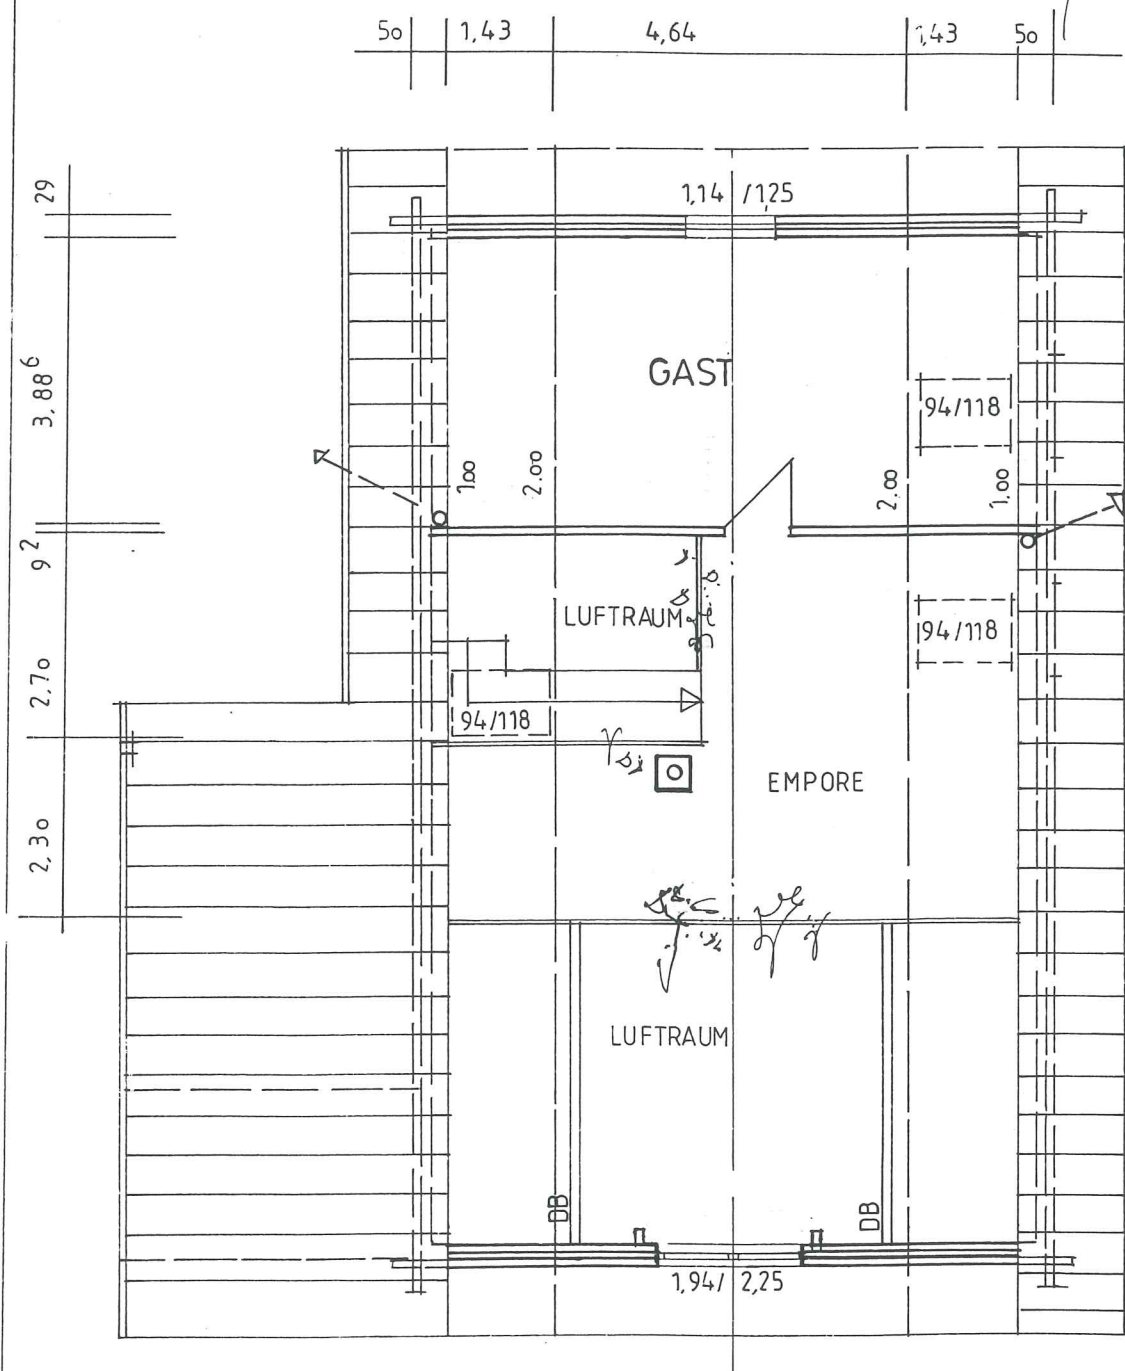 50 1,43 4,64 1,43 50
29
1,14 / 1,25
3,88⁶
GAST
94/118
1.00 2.00 2.00 1.00
9²
LUFTRAUM
94/118
2,70
94/118
EMPORE
2,30
LUFTRAUM
DB DB
1,94/ 2,25